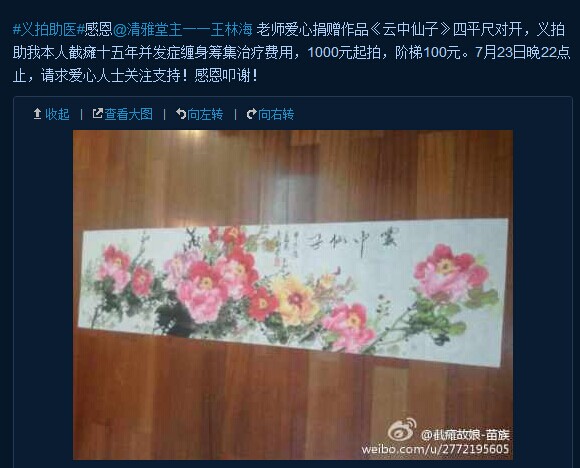 #义拍助医#感恩@清雅堂主一一王林海 老师爱心捐赠作品《云中仙子》四平尺对开，义拍
助我本人截瘫十五年并发症缠身筹集治疗费用，1000元起拍，阶梯100元。7月23日晚22点
止，请求爱心人士关注支持！感恩叩谢！
收起 | 查看大图 | 向左转 | 向右转
子仙中雲
@截瘫故娘-苗族
weibo.com/u/2772195605